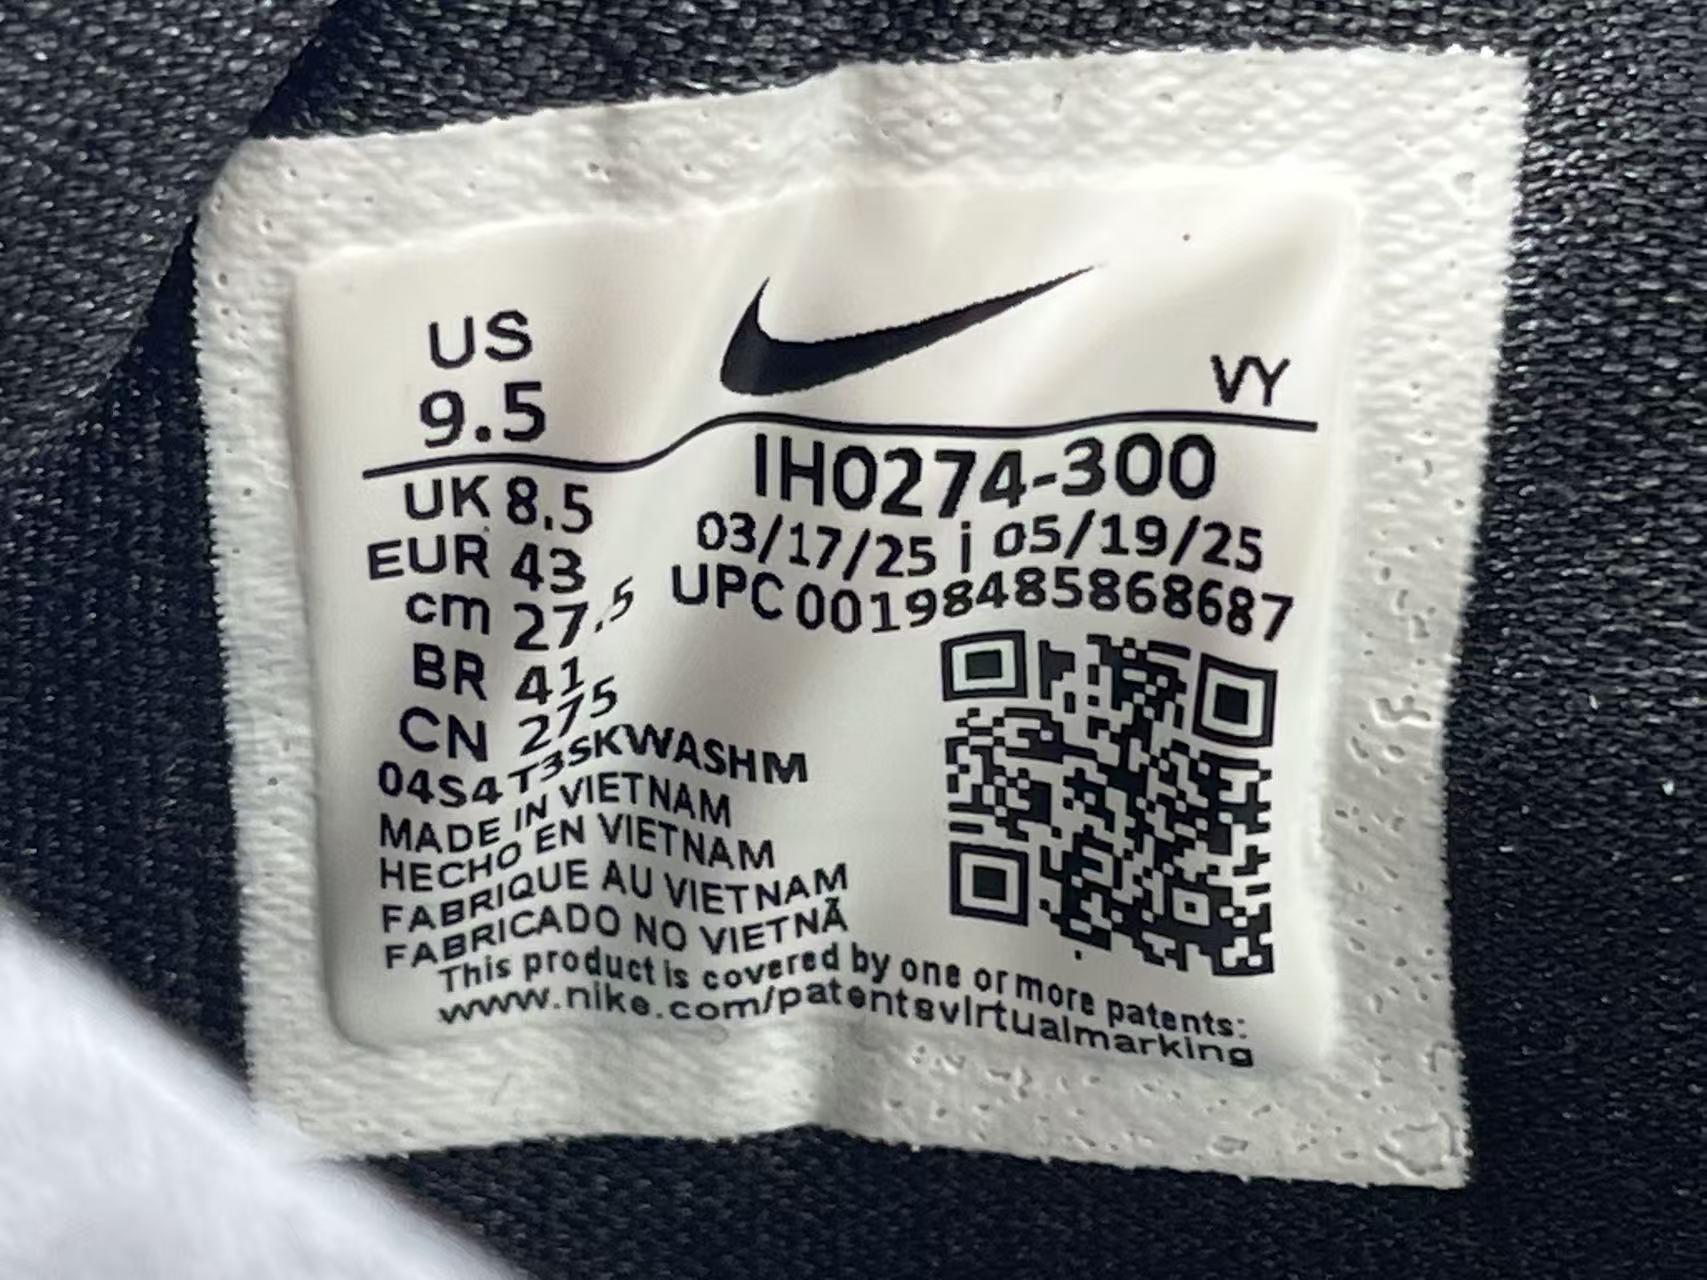 US
9.5
VY
UK 8.5
EUR 43
cm 27.5
BR 41
CN 275
IH0274-300
03/17/25 i 05/19/25
UPC 00198485868687
04S4T3SKWASHM
MADE IN VIETNAM
HECHO EN VIETNAM
FABRIQUE AU VIETNAM
FABRICADO NO VIETNÃ
This product is covered by one or more patents:
www.nike.com/patentsvirtualmarking